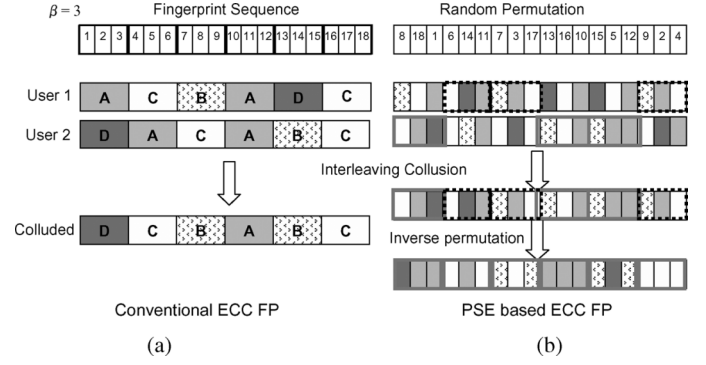 β = 3
Fingerprint Sequence
Random Permutation
1 2 3 4 5 6 7 8 9 10 11 12 13 14 15 16 17 18
8 18 1 6 14 11 7 3 17 13 16 10 15 5 12 9 2 4
User 1 A C B A D C
User 2 D A C A B C
Interleaving Collusion
Colluded D C B A B C
Inverse permutation
Conventional ECC FP
PSE based ECC FP
(a)
(b)